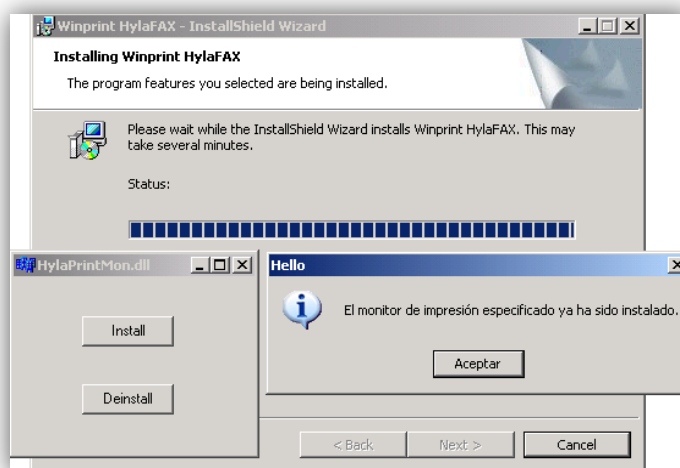 Winprint HylaFAX - InstallShield Wizard
Installing Winprint HylaFAX
The program features you selected are being installed.
Please wait while the InstallShield Wizard installs Winprint HylaFAX. This may
take several minutes.
Status:
HylaPrintMon.dll
Install
Deinstall
Hello
El monitor de impresión especificado ya ha sido instalado.
Aceptar
< Back
Next >
Cancel